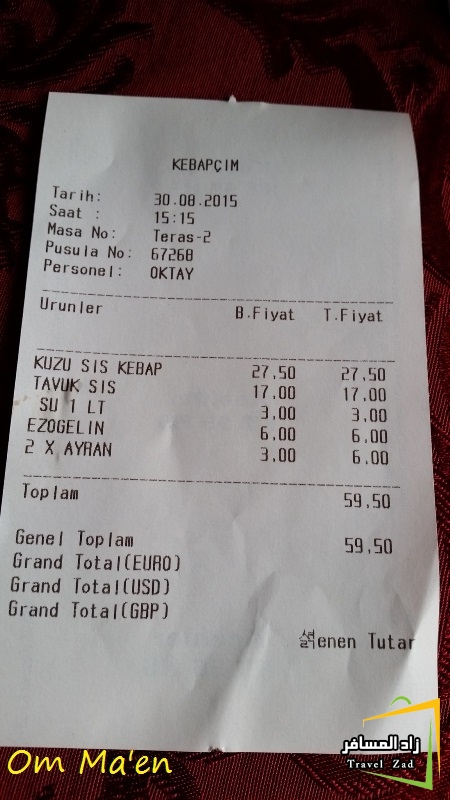 KEBAPÇIM
Tarih: 30.08.2015
Saat : 15:15
Masa No: Teras-2
Pusula No: 67268
Personel: OKTAY
Urunler B.Fiyat T.Fiyat
KUZU SIS KEBAP 27,50 27,50
TAVUK SIS 17,00 17,00
SU 1 LT 3,00 3,00
EZOGELIN 6,00 6,00
2 X AYRAN 3,00 6,00
Toplam 59,50
Genel Toplam 59,50
Grand Total(EURO)
Grand Total(USD)
Grand Total(GBP)
enen Tutar
زاد المسافر
Travel Zad
Om Ma'en